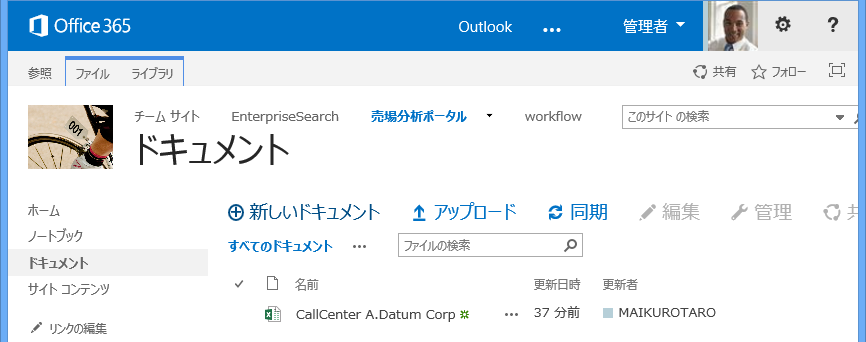 Office 365 Outlook ••• 管理者 ?
参照 ファイル ライブラリ 共有 フォロー
チーム サイト EnterpriseSearch 売場分析ポータル workflow このサイト の検索
001
ドキュメント
ホーム
ノートブック
ドキュメント
サイト コンテンツ
リンクの編集
新しいドキュメント アップロード 同期 編集 管理 共
すべてのドキュメント ••• ファイルの検索
名前 更新日時 更新者
CallCenter A.Datum Corp ••• 37 分前 MAIKUROTARO